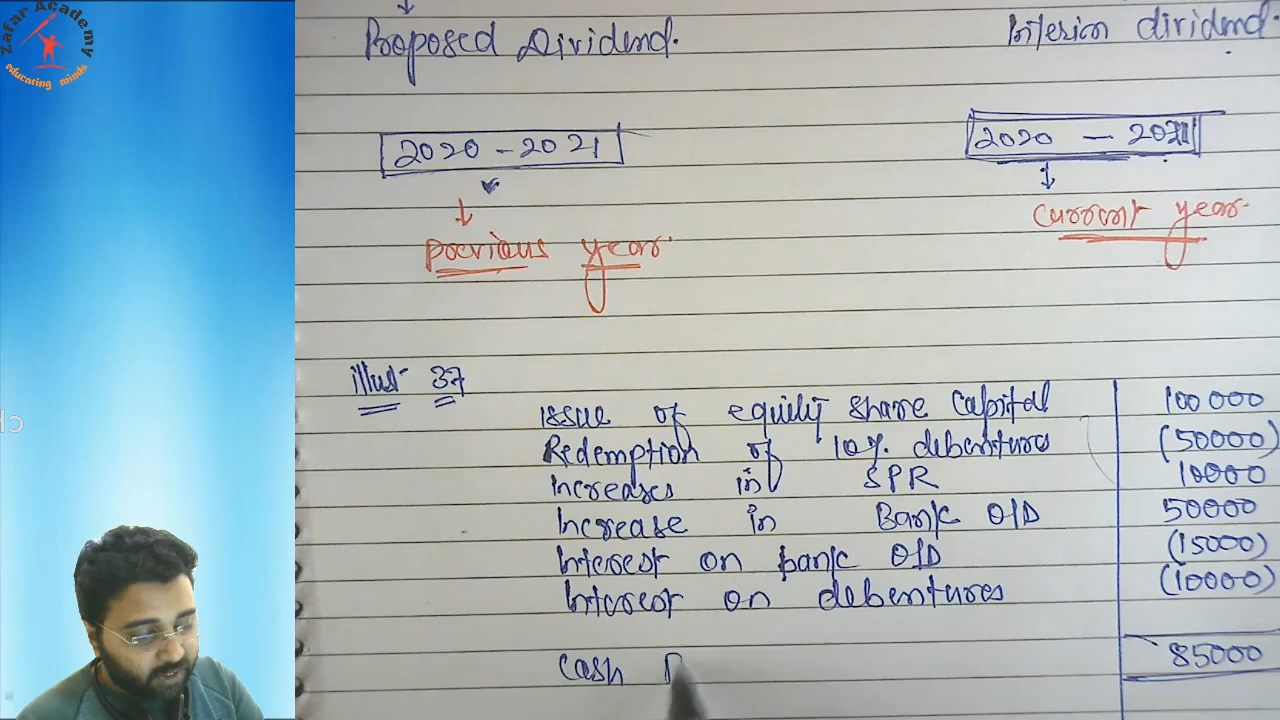 Zafar Academy
educating minds
Proposed Dividend. Interim dividend.
2020 - 2021 2020 - 2021
Previous year. Current year.
illust 37
Issue of equity share capital 100000
Redemption of 10% debentures (50000)
Increases in SPR 10000
Increase in Bank O/D 50000
Interest on bank O/D (15000)
Interest on debentures (10000)
Cash 85000